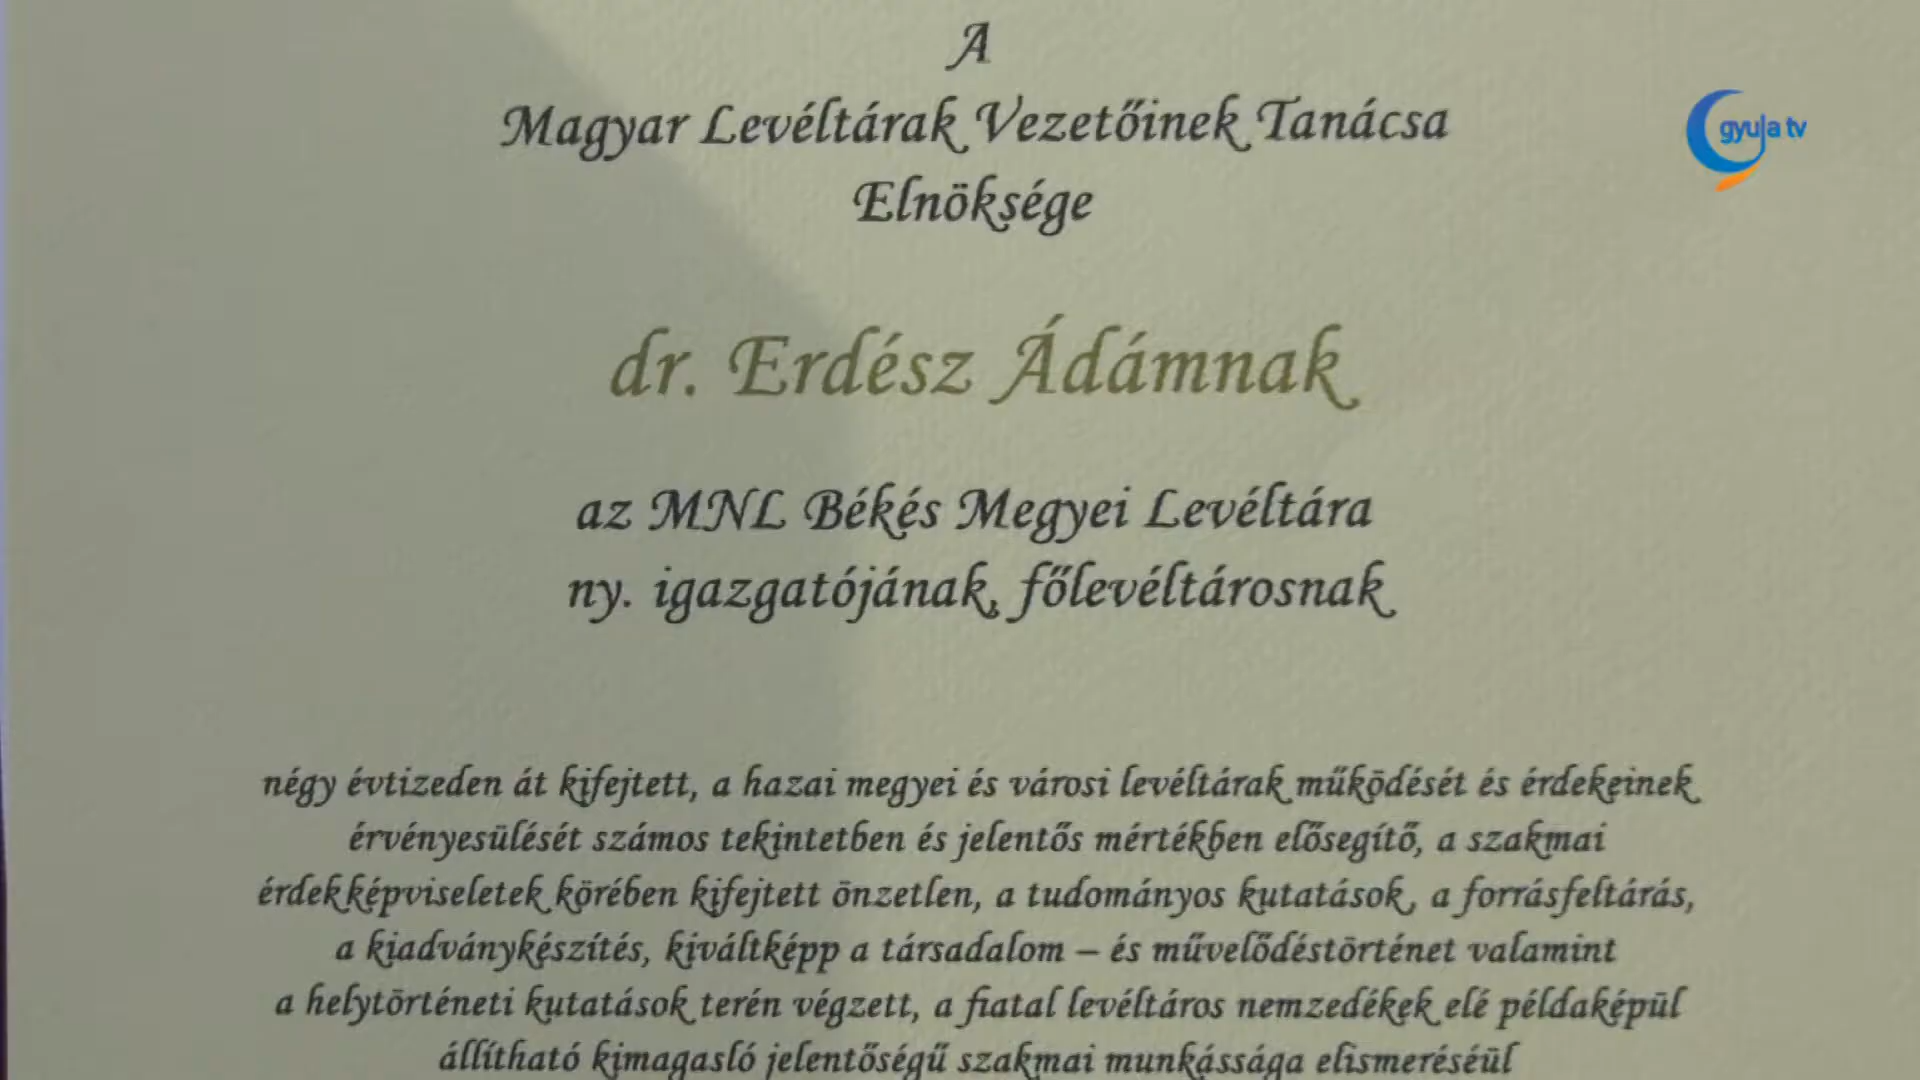 A
Magyar Levéltárak Vezetőinek Tanácsa
gyula tv
Elnöksége
dr. Erdész Ádámnak
az MNL Békés Megyei Levéltára
ny. igazgatójának, főlevéltárosnak
négy évtizeden át kifejtett, a hazai megyei és városi levéltárak működését és érdekeinek
érvényesülését számos tekintetben és jelentős mértékben elősegítő, a szakmai
érdekképviseletek körében kifejtett önzetlen, a tudományos kutatások, a forrásfeltárás,
a kiadványkészítés, kiváltképp a társadalom – és művelődéstörténet valamint
a helytörténeti kutatások terén végzett, a fiatal levéltáros nemzedékek elé példaképül
állítható kimagasló jelentőségű szakmai munkássága elismeréséül